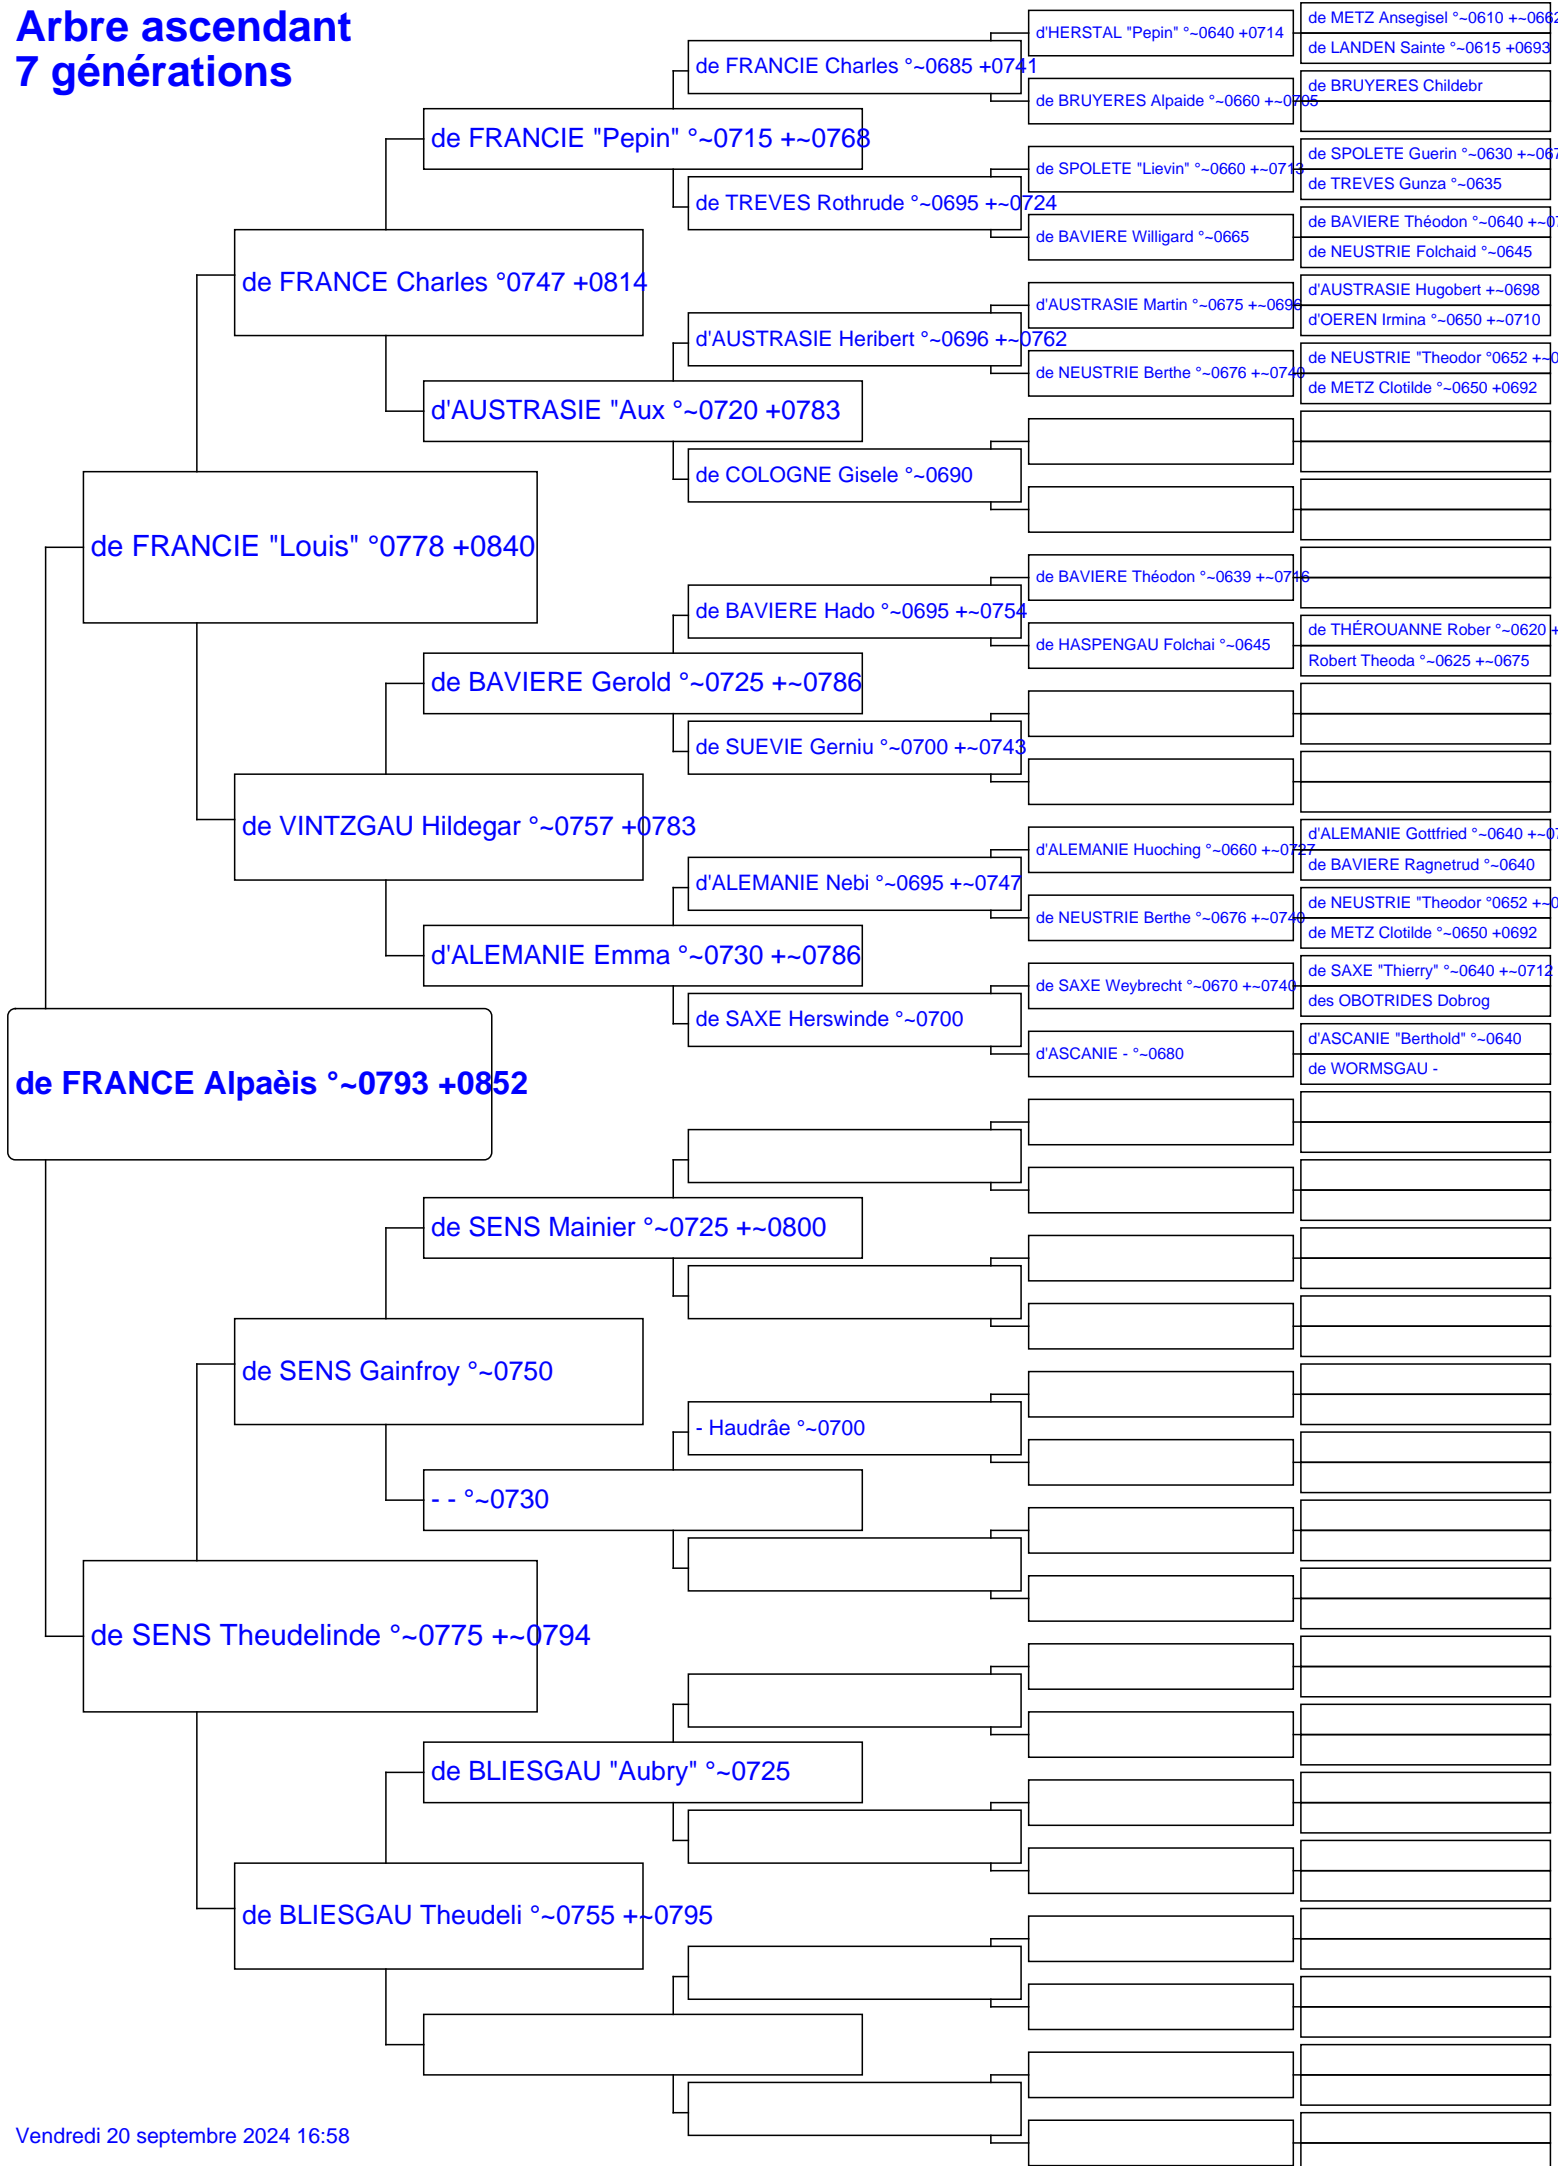 Arbre ascendant
7 générations
de FRANCE Alpaèis °~0793 +0852
de FRANCIE "Louis" °0778 +0840
de SENS Theudelinde °~0775 +~0794
de FRANCE Charles °0747 +0814
de VINTZGAU Hildegar °~0757 +0783
de SENS Gainfroy °~0750
de BLIESGAU Theudeli °~0755 +~0795
de FRANCIE "Pepin" °~0715 +~0768
d'AUSTRASIE "Aux °~0720 +0783
de BAVIERE Gerold °~0725 +~0786
d'ALEMANIE Emma °~0730 +~0786
de SENS Mainier °~0725 +~0800
- - °~0730
de BLIESGAU "Aubry" °~0725
de FRANCIE Charles °~0685 +0741
de TREVES Rothrude °~0695 +~0724
d'AUSTRASIE Heribert °~0696 +~0762
de COLOGNE Gisele °~0690
de BAVIERE Hado °~0695 +~0754
de SUEVIE Gerniu °~0700 +~0743
d'ALEMANIE Nebi °~0695 +~0747
de SAXE Herswinde °~0700
- Haudrâe °~0700
d'HERSTAL "Pepin" °~0640 +0714
de BRUYERES Alpaide °~0660 +~0705
de SPOLETE "Lievin" °~0660 +~0713
de BAVIERE Willigard °~0665
d'AUSTRASIE Martin °~0675 +~0696
de NEUSTRIE Berthe °~0676 +~0740
de BAVIERE Théodon °~0639 +~0716
de HASPENGAU Folchai °~0645
d'ALEMANIE Huoching °~0660 +~0727
de NEUSTRIE Berthe °~0676 +~0740
de SAXE Weybrecht °~0670 +~0740
d'ASCANIE - °~0680
de METZ Ansegisel °~0610 +~0662
de LANDEN Sainte °~0615 +0693
de BRUYERES Childebr
de SPOLETE Guerin °~0630 +~067
de TREVES Gunza °~0635
de BAVIERE Théodon °~0640 +~07
de NEUSTRIE Folchaid °~0645
d'AUSTRASIE Hugobert +~0698
d'OEREN Irmina °~0650 +~0710
de NEUSTRIE "Theodor °0652 +~0
de METZ Clotilde °~0650 +0692
de THÉROUANNE Rober °~0620 +
Robert Theoda °~0625 +~0675
d'ALEMANIE Gottfried °~0640 +~07
de BAVIERE Ragnetrud °~0640
de NEUSTRIE "Theodor °0652 +~0
de METZ Clotilde °~0650 +0692
de SAXE "Thierry" °~0640 +~0712
des OBOTRIDES Dobrog
d'ASCANIE "Berthold" °~0640
de WORMSGAU -
Vendredi 20 septembre 2024 16:58